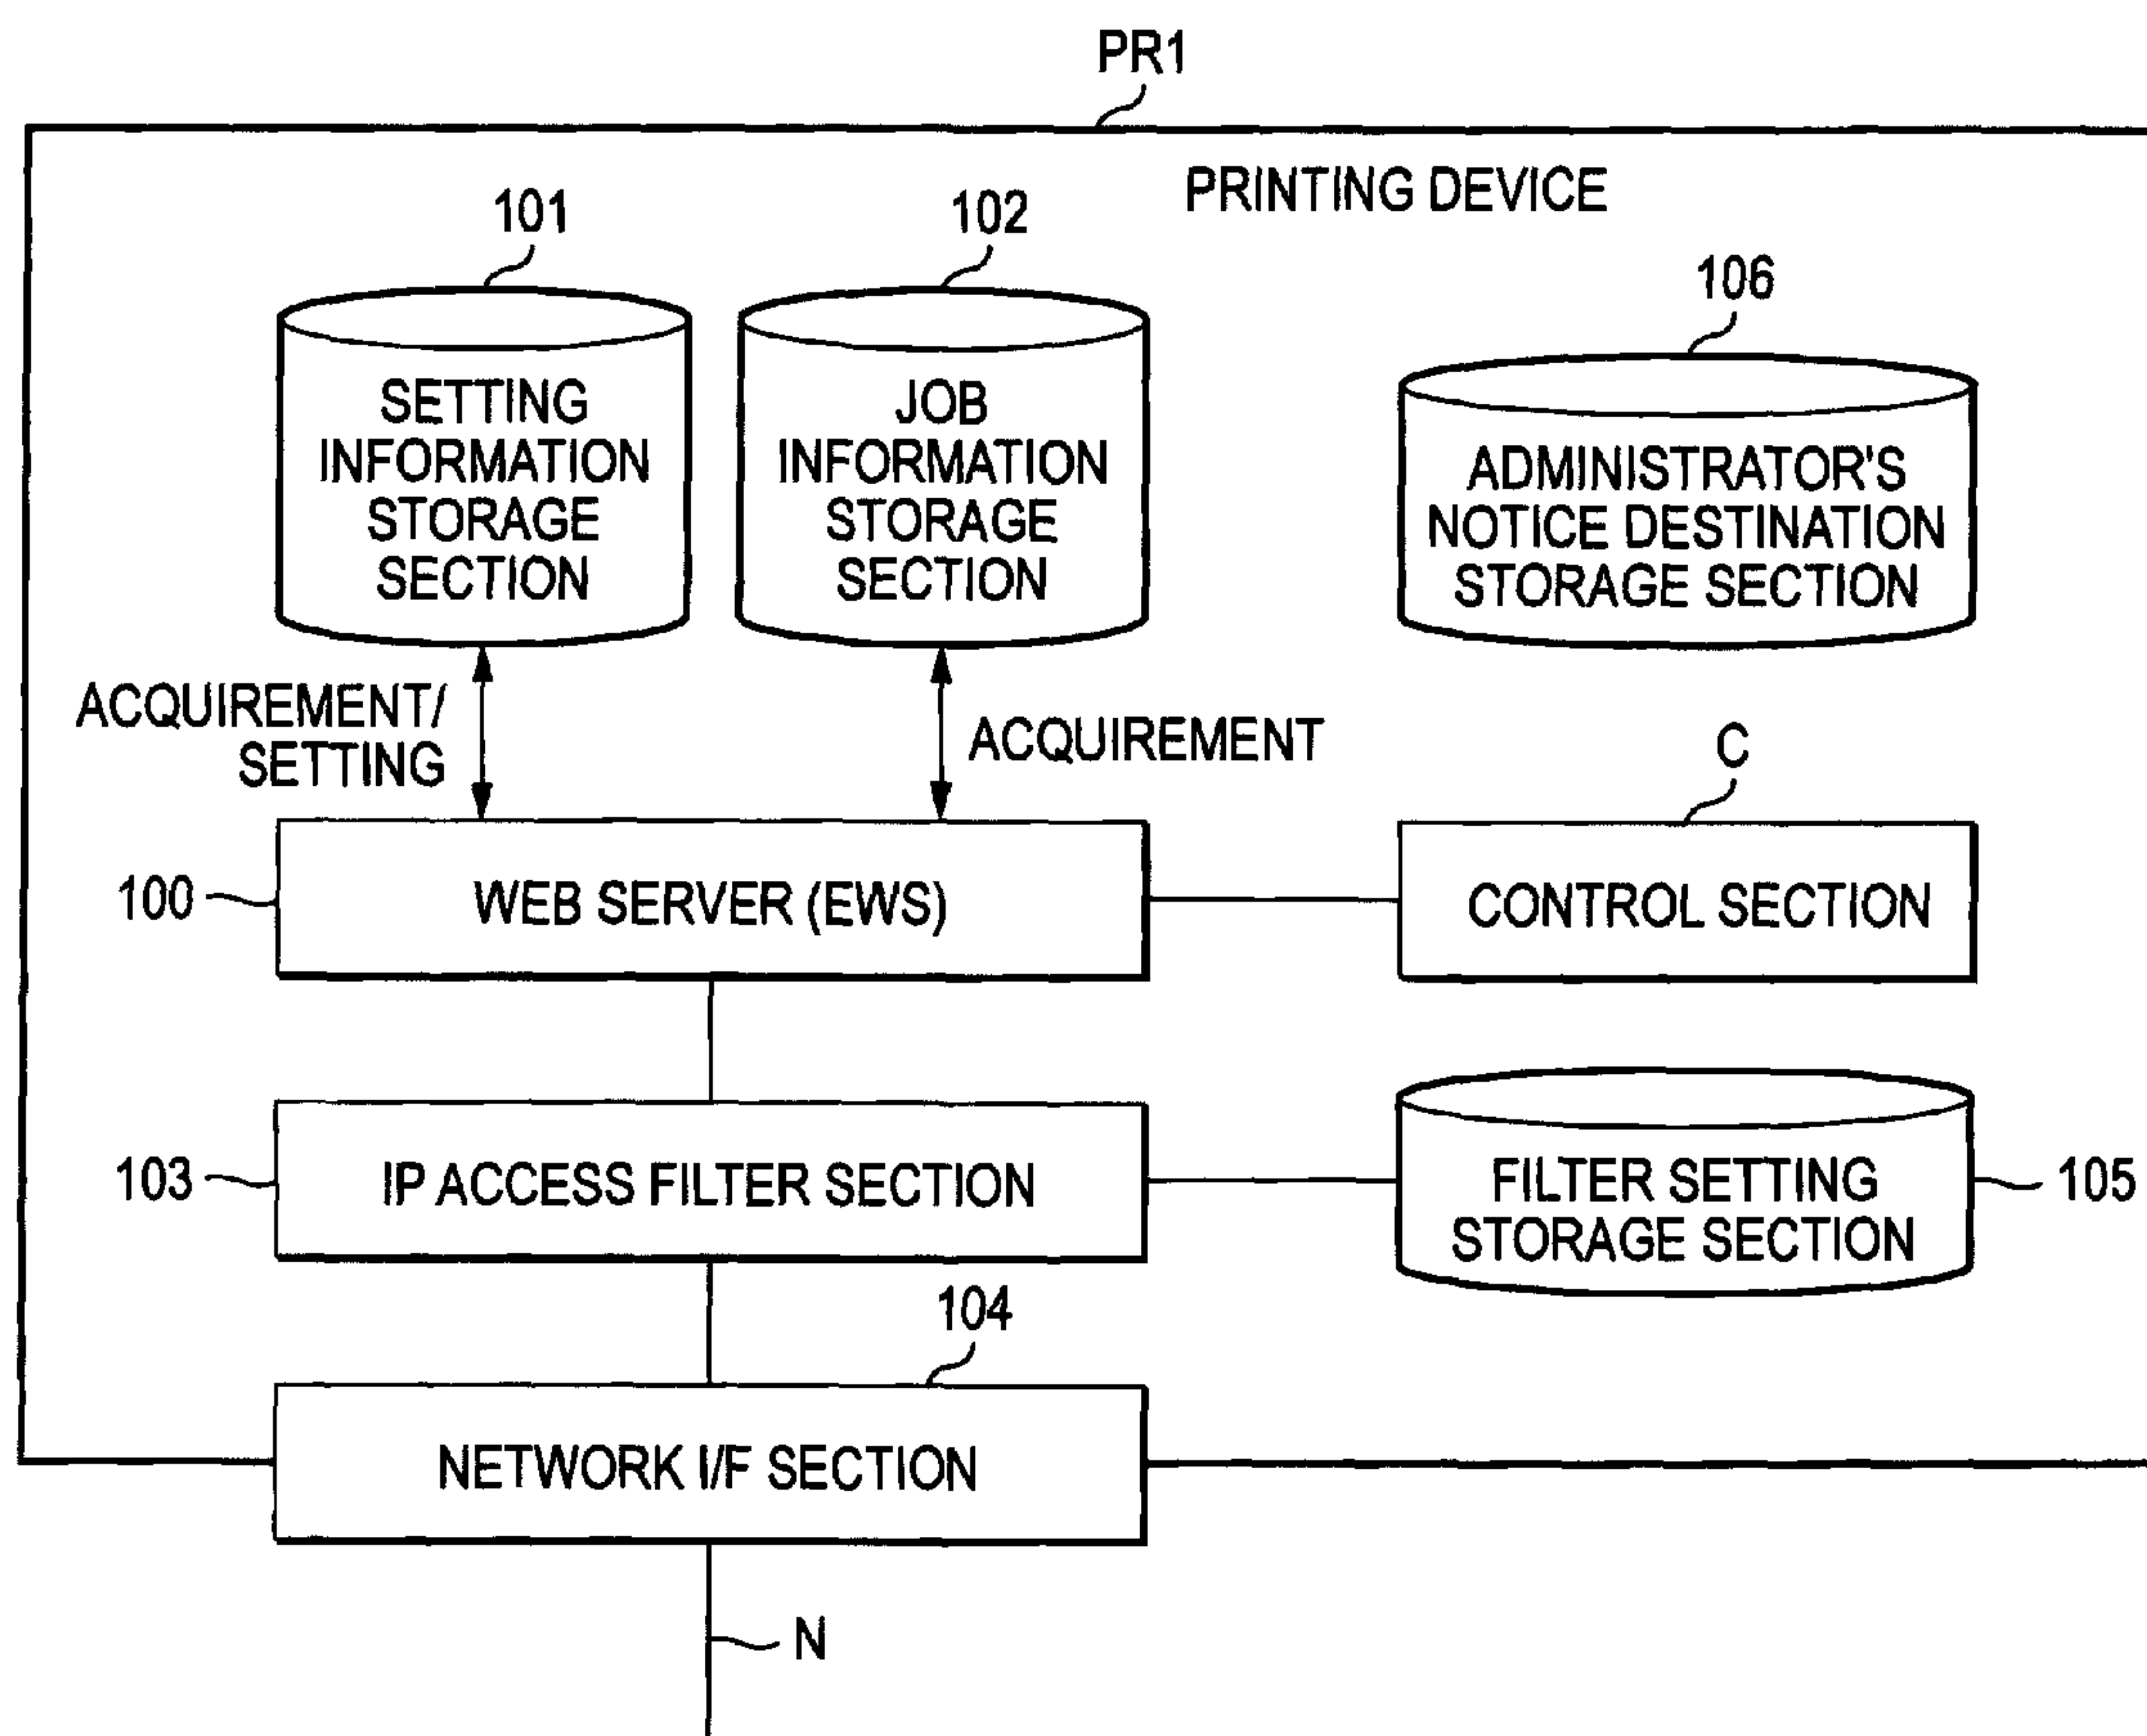 PR1
PRINTING DEVICE
101
102
106
SETTING
INFORMATION
STORAGE
SECTION
JOB
INFORMATION
STORAGE
SECTION
ADMINISTRATOR'S
NOTICE DESTINATION
STORAGE SECTION
ACQUIREMENT/
SETTING
ACQUIREMENT
C
100
WEB SERVER (EWS)
CONTROL SECTION
103
IP ACCESS FILTER SECTION
FILTER SETTING
STORAGE SECTION
105
104
NETWORK I/F SECTION
N